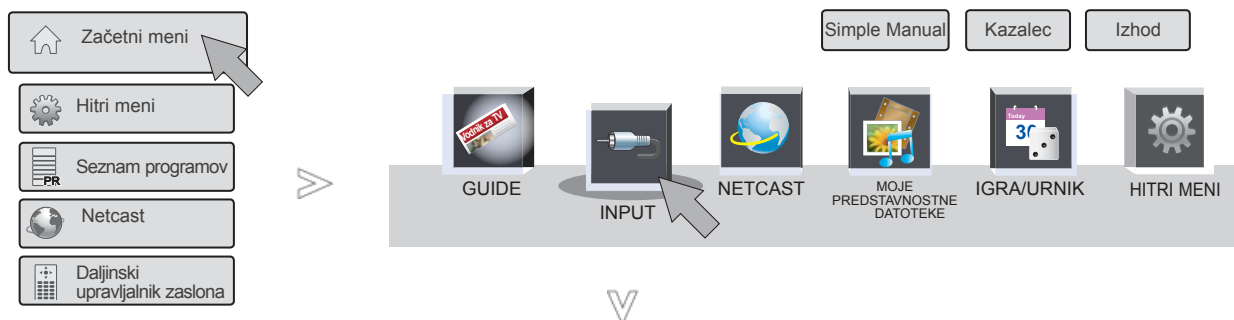 Začetni meni
Hitri meni
PR
Seznam programov
Netcast
Daljinski
upravljalnik zaslona
Simple Manual
Kazalec
Izhod
Vodnik za TV
Today
30
GUIDE
INPUT
NETCAST
MOJE
PREDSTAVNOSTNE
DATOTEKE
IGRA/URNIK
HITRI MENI